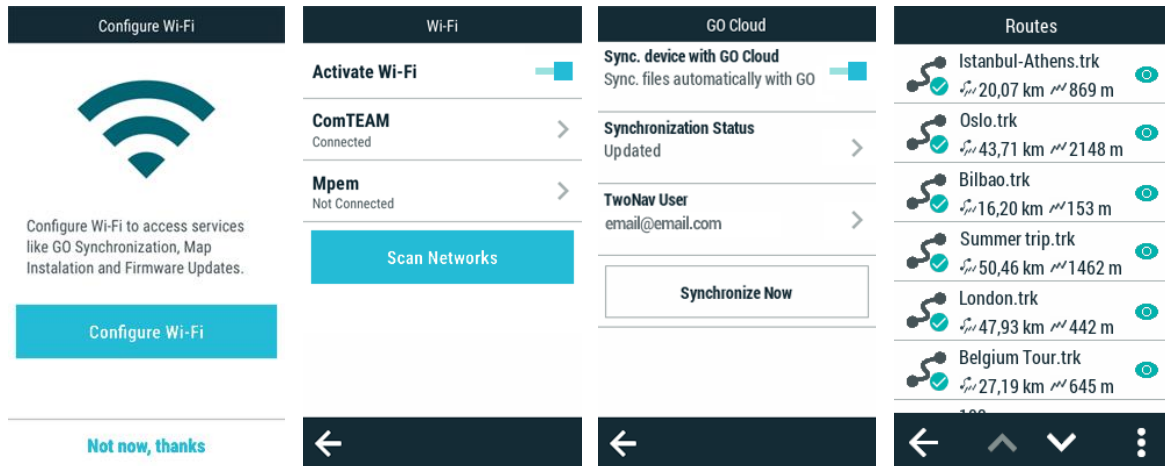 Configure Wi-Fi
Configure Wi-Fi to access services
like GO Synchronization, Map
Instalation and Firmware Updates.
Configure Wi-Fi
Not now, thanks
Wi-Fi
Activate Wi-Fi
ComTEAM
Connected
Mpem
Not Connected
Scan Networks
GO Cloud
Sync. device with GO Cloud
Sync. files automatically with GO
Synchronization Status
Updated
TwoNav User
email@email.com
Synchronize Now
Routes
Istanbul-Athens.trk
20,07 km 869 m
Oslo.trk
43,71 km 2148 m
Bilbao.trk
16,20 km 153 m
Summer trip.trk
50,46 km 1462 m
London.trk
47,93 km 442 m
Belgium Tour.trk
27,19 km 645 m